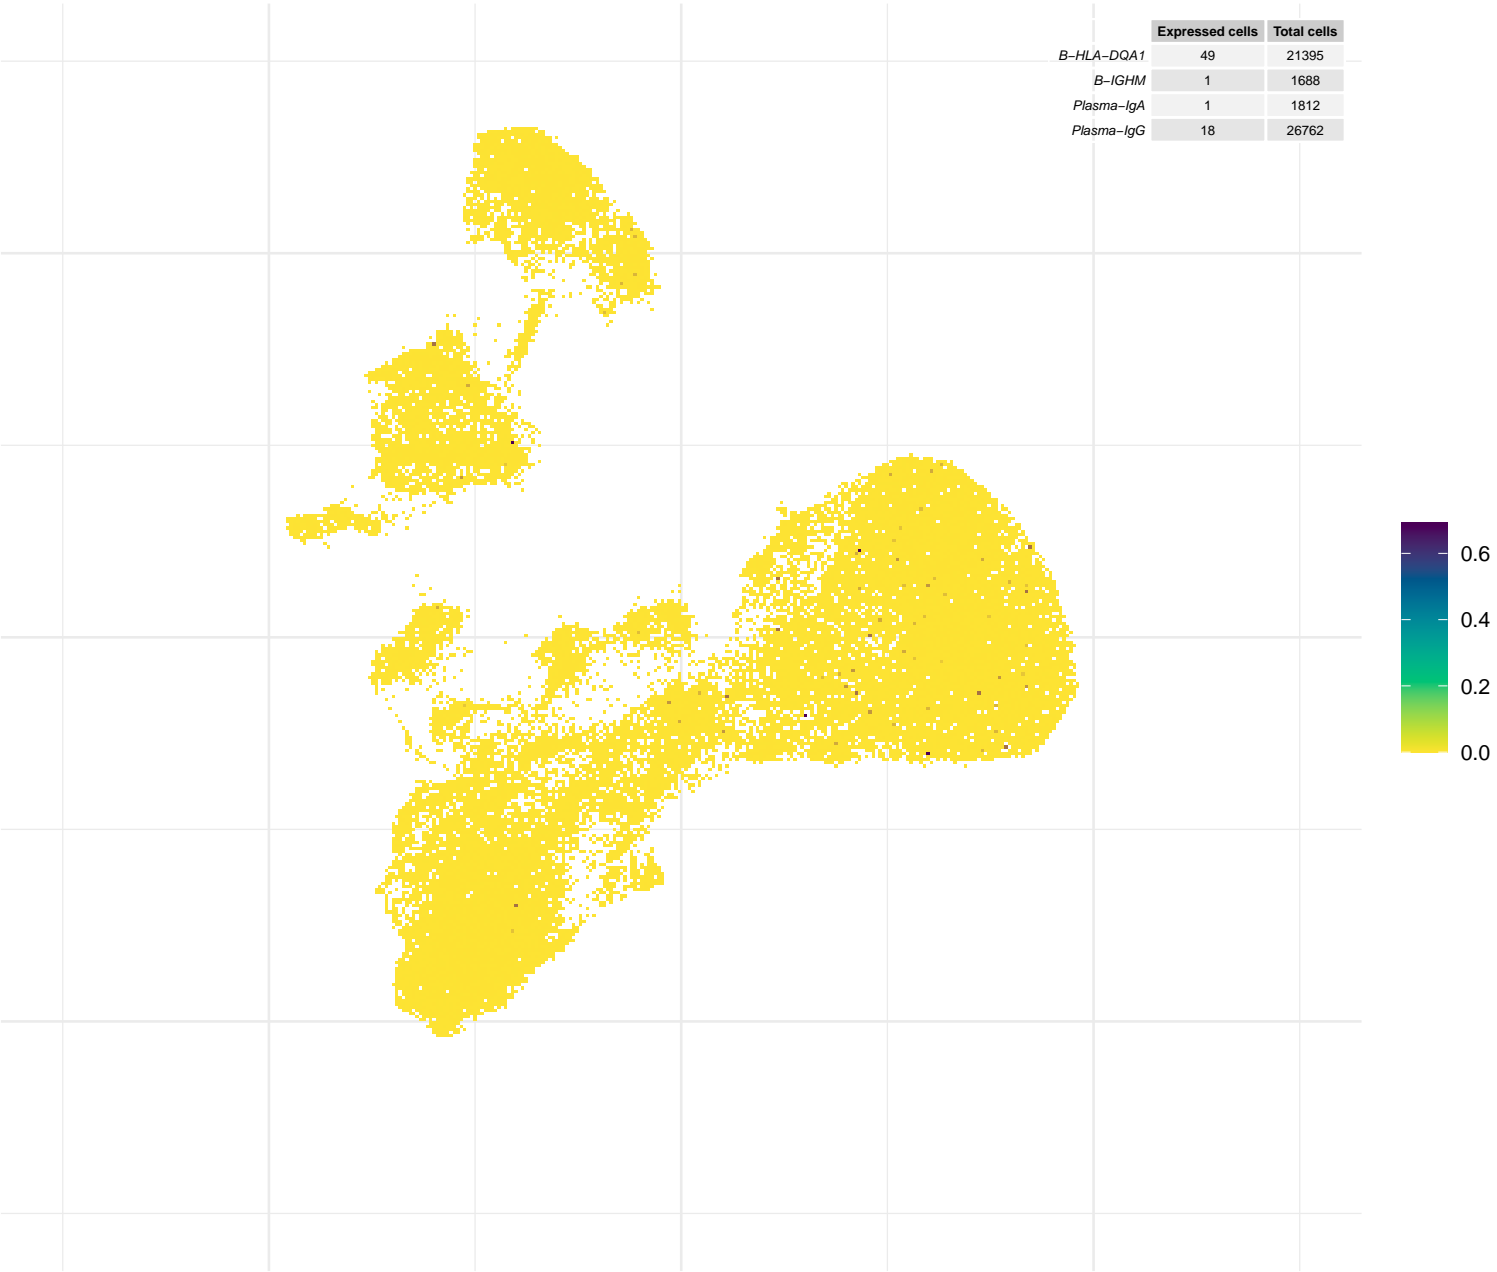 Expressed cells Total cells
B−HLA−DQA1 49 21395
B−IGHM 1 1688
Plasma−IgA 1 1812
Plasma−IgG 18 26762
0.6
0.4
0.2
0.0